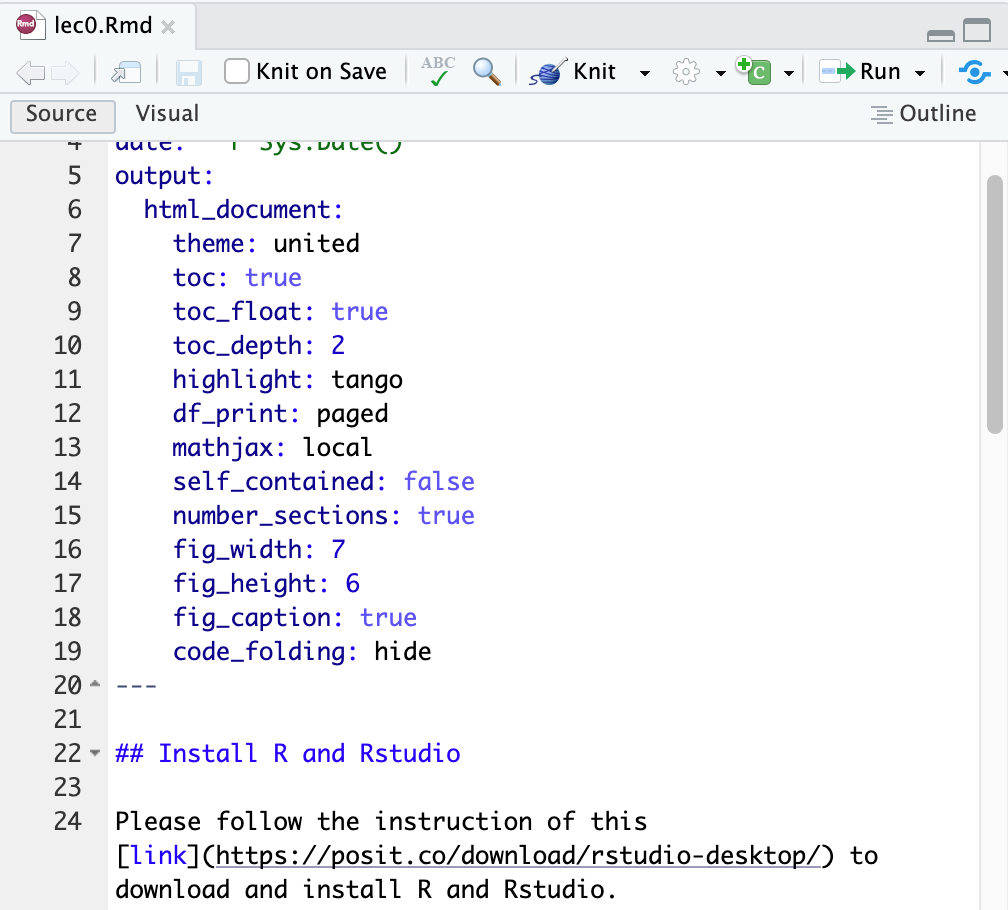 Rmd lec0.Rmd
Knit on Save ABC Knit C Run
Source Visual Outline
4 date: r Sys.Date()
5 output:
6 html_document:
7 theme: united
8 toc: true
9 toc_float: true
10 toc_depth: 2
11 highlight: tango
12 df_print: paged
13 mathjax: local
14 self_contained: false
15 number_sections: true
16 fig_width: 7
17 fig_height: 6
18 fig_caption: true
19 code_folding: hide
20 ---
21
22 ## Install R and Rstudio
23
24 Please follow the instruction of this
[link](https://posit.co/download/rstudio-desktop/) to
download and install R and Rstudio.